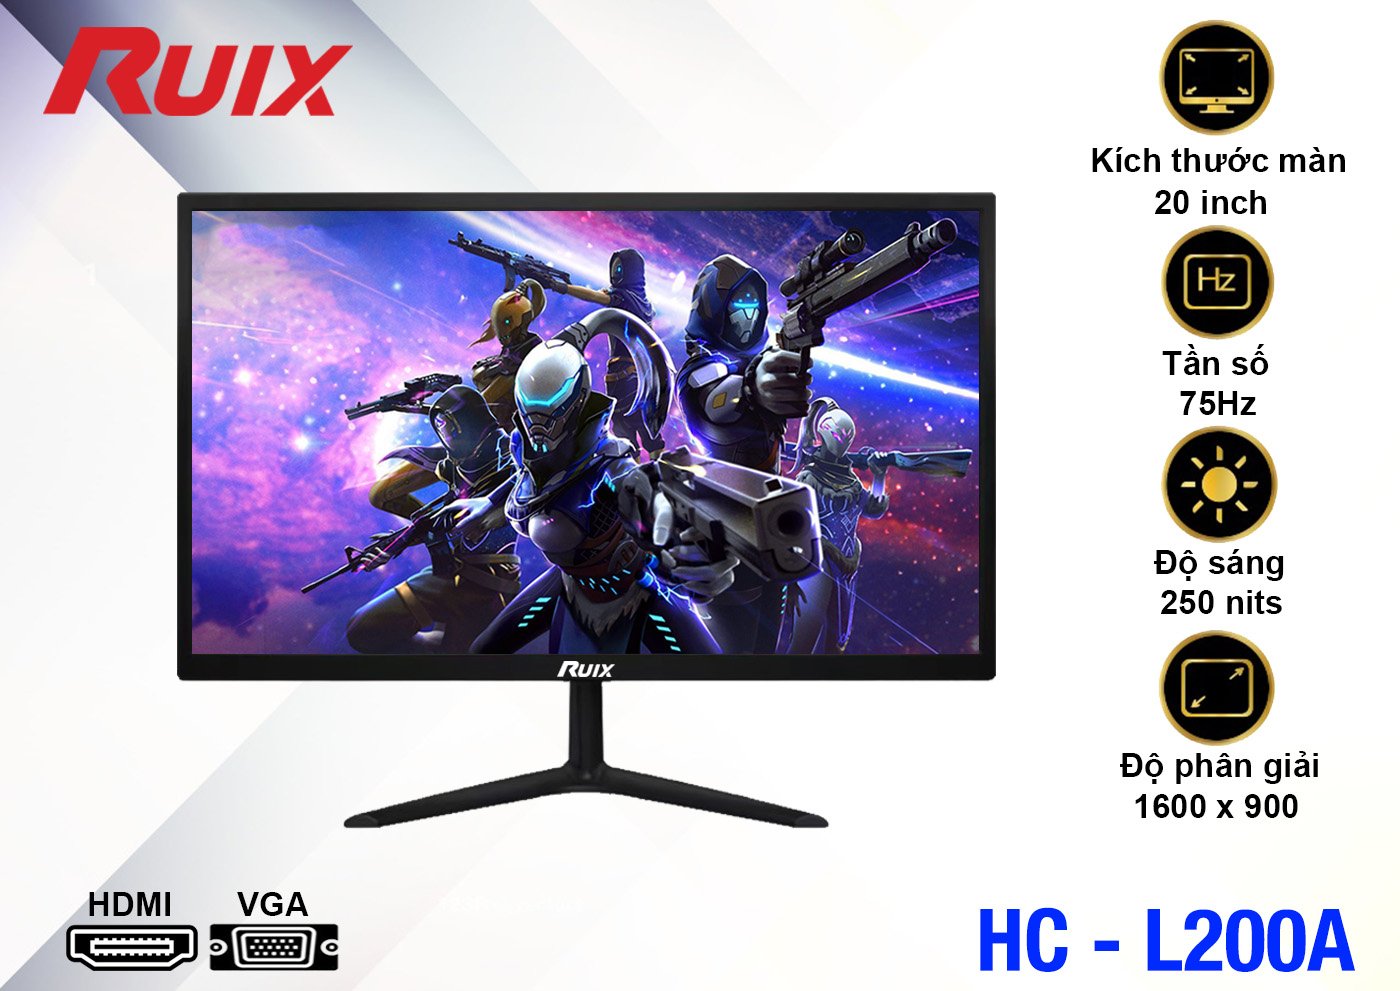 RUIX
Kích thước màn
20 inch
Hz
Tần số
75Hz
Độ sáng
250 nits
RUIX
Độ phân giải
1600 x 900
HDMI VGA
HC - L200A